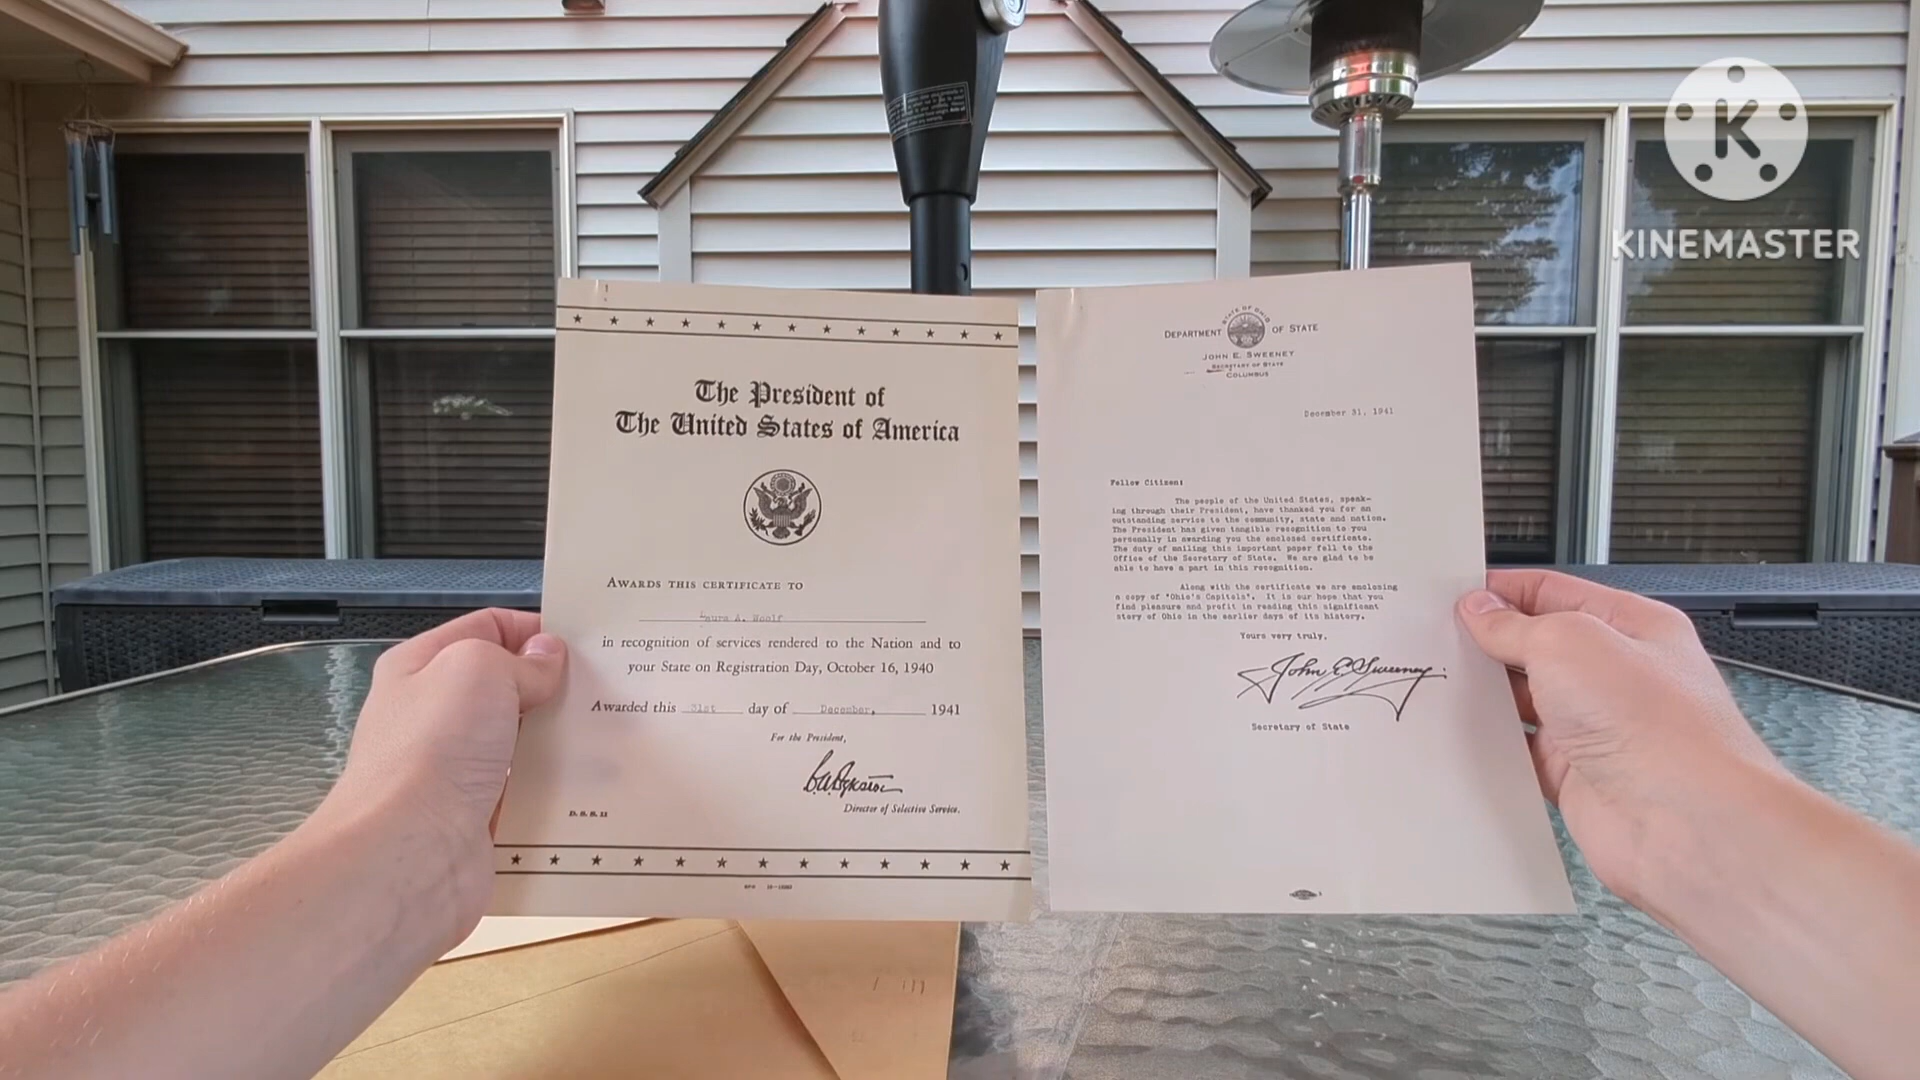 KINEMASTER
The President of
The United States of America
AWARDS THIS CERTIFICATE TO
Laura A. Woolf
in recognition of services rendered to the Nation and to
your State on Registration Day, October 16, 1940
Awarded this 31st day of December, 1941
For the President,
Director of Selective Service.
D. S. S. 11
STATE OF OHIO
DEPARTMENT OF STATE
JOHN E. SWEENEY
SECRETARY OF STATE
COLUMBUS
December 31, 1941
Fellow Citizen:
The people of the United States, speak-
ing through their President, have thanked you for an
outstanding service to the community, state and nation.
The President has given tangible recognition to you
personally in awarding you the enclosed certificate.
The duty of mailing this important paper fell to the
Office of the Secretary of State. We are glad to be
able to have a part in this recognition.
Along with the certificate we are enclosing
a copy of "Ohio's Capitols". It is our hope that you
find pleasure and profit in reading this significant
story of Ohio in the earlier days of its history.
Yours very truly,
John E. Sweeney
Secretary of State